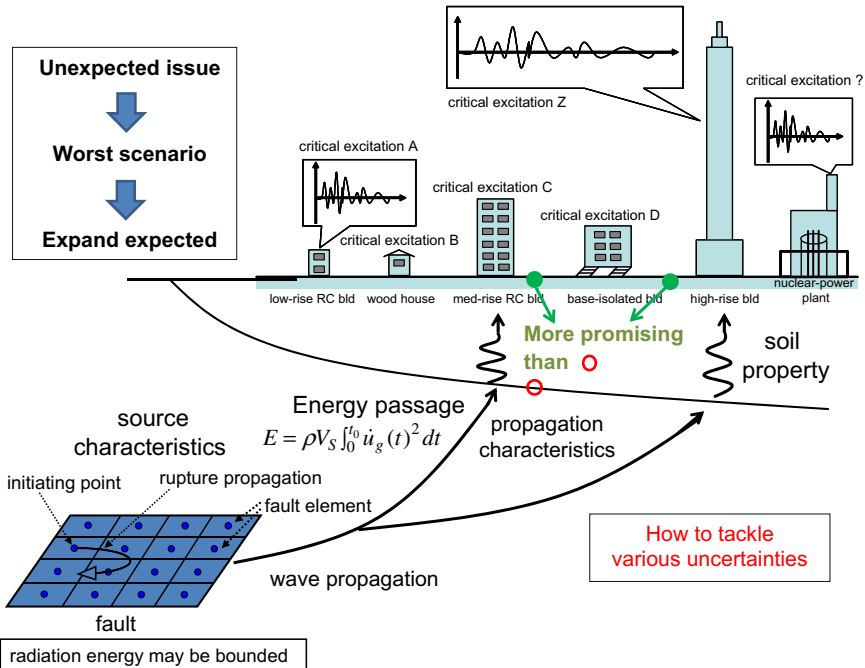 Unexpected issue
Worst scenario
Expand expected
critical excitation Z
critical excitation ?
critical excitation A
critical excitation C
critical excitation B
critical excitation D
low-rise RC bld
wood house
med-rise RC bld
base-isolated bld
high-rise bld
nuclear-power
plant
More promising
than
soil
property
source
characteristics
Energy passage
E = ρV_S ∫_0^{t_0} u̇_g(t)^2 dt
propagation
characteristics
initiating point
rupture propagation
fault element
wave propagation
fault
How to tackle
various uncertainties
radiation energy may be bounded